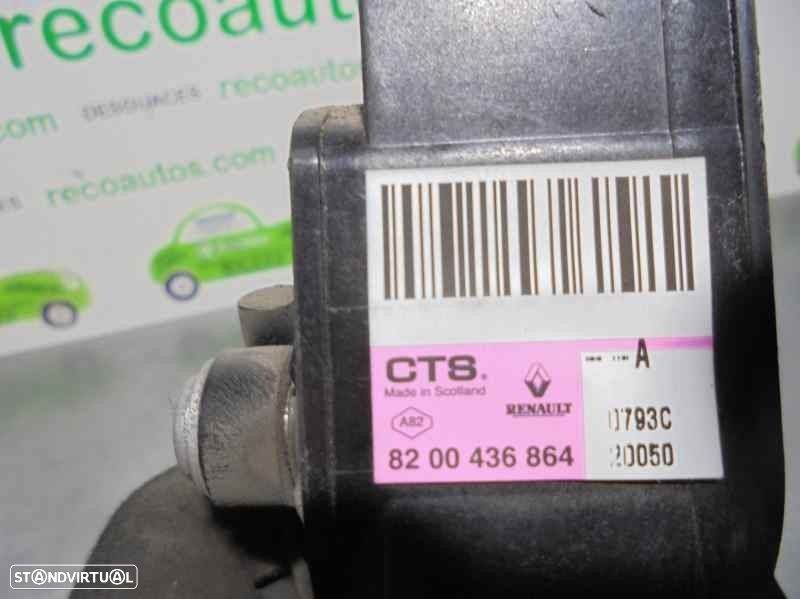 recoautos
DESGUACES recoautos.com
.com
recoautos.com
CTS.
Made in Scotland
A82
RENAULT
82 00 436 864
A
0793C
20050
STANDVIRTUAL